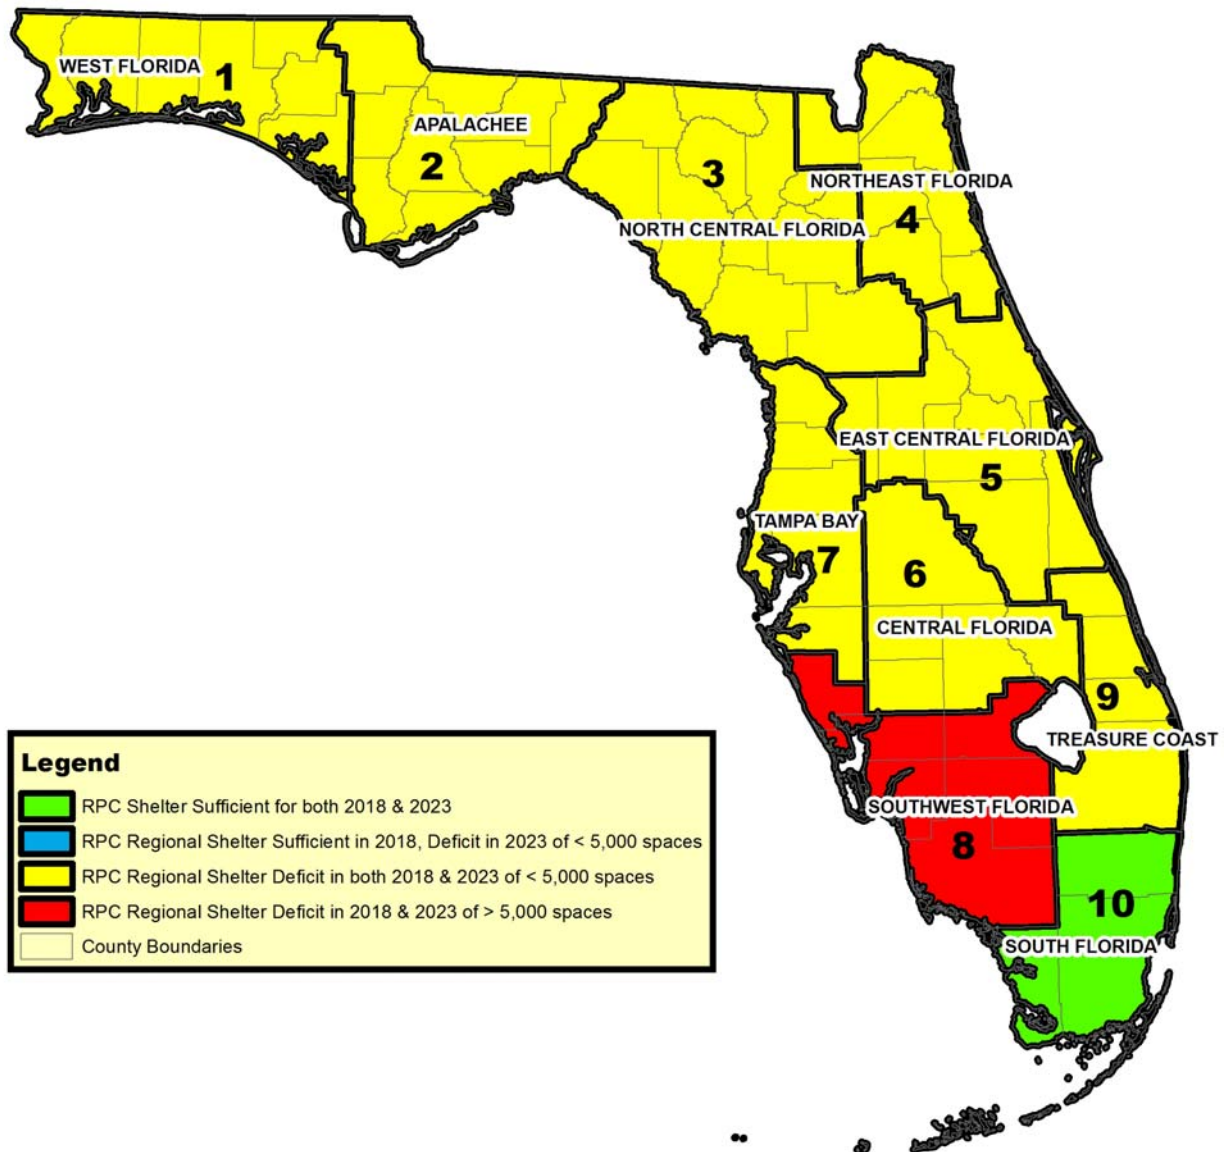 WEST FLORIDA
1
APALACHEE
2
3
NORTH CENTRAL FLORIDA
NORTHEAST FLORIDA
4
EAST CENTRAL FLORIDA
5
TAMPA BAY
7
6
CENTRAL FLORIDA
9
TREASURE COAST
SOUTHWEST FLORIDA
8
10
SOUTH FLORIDA
Legend
RPC Shelter Sufficient for both 2018 & 2023
RPC Regional Shelter Sufficient in 2018, Deficit in 2023 of < 5,000 spaces
RPC Regional Shelter Deficit in both 2018 & 2023 of < 5,000 spaces
RPC Regional Shelter Deficit in 2018 & 2023 of > 5,000 spaces
County Boundaries